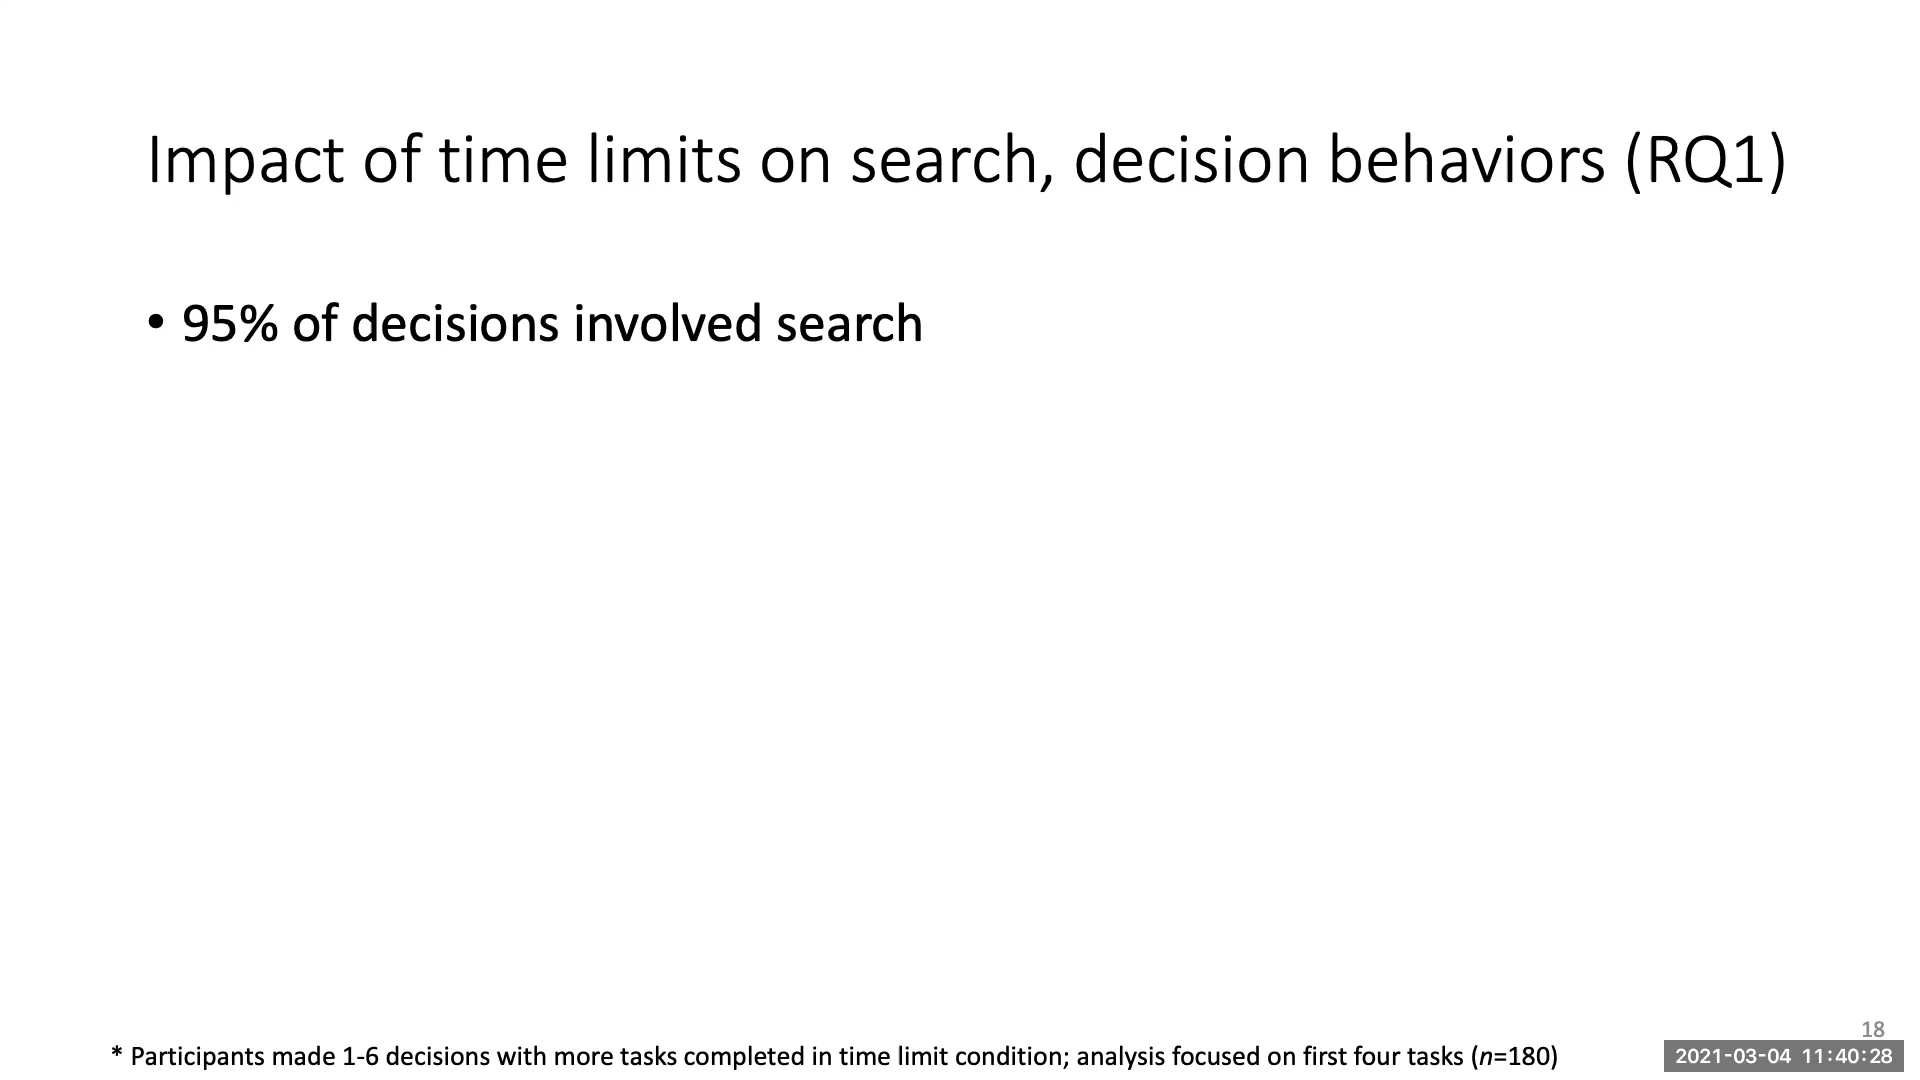 Impact of time limits on search, decision behaviors (RQ1)
• 95% of decisions involved search
18
* Participants made 1-6 decisions with more tasks completed in time limit condition; analysis focused on first four tasks (n=180)
2021-03-04 11:40:28